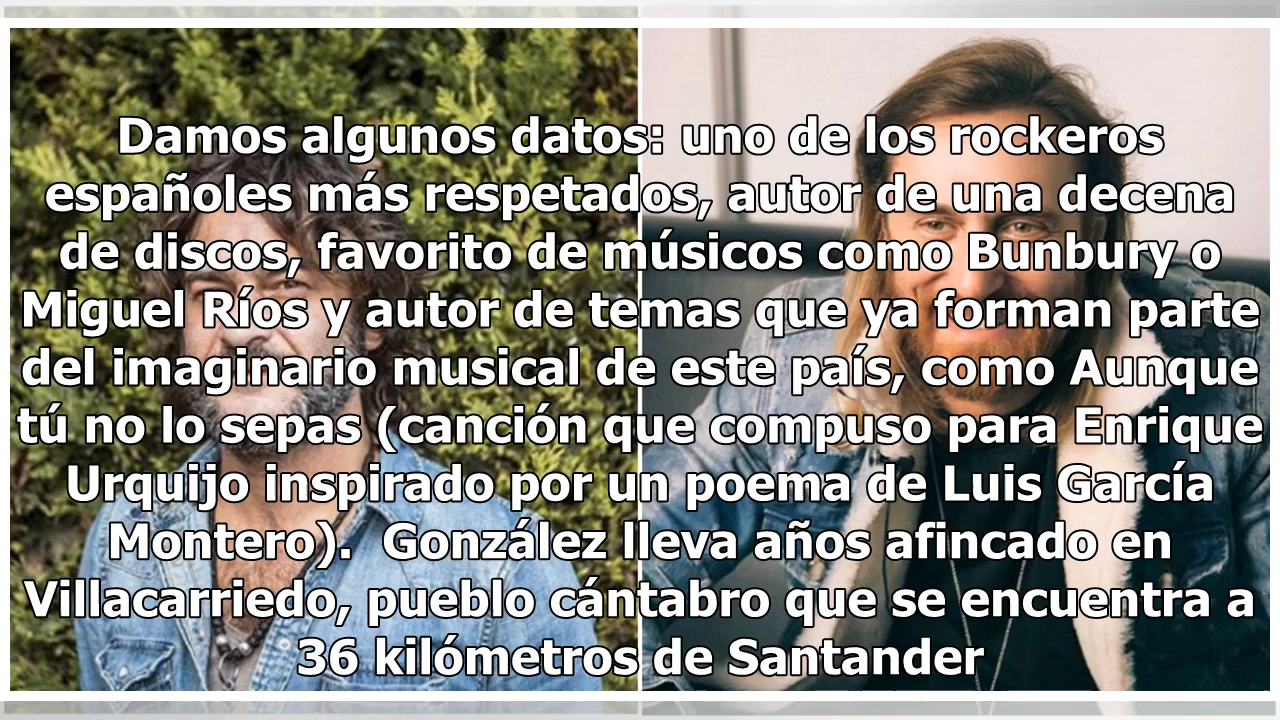 Damos algunos datos: uno de los rockeros
españoles más respetados, autor de una decena
de discos, favorito de músicos como Bunbury o
Miguel Ríos y autor de temas que ya forman parte
del imaginario musical de este país, como Aunque
tú no lo sepas (canción que compuso para Enrique
Urquijo inspirado por un poema de Luis García
Montero).  González lleva años afincado en
Villacarriedo, pueblo cántabro que se encuentra a
36 kilómetros de Santander